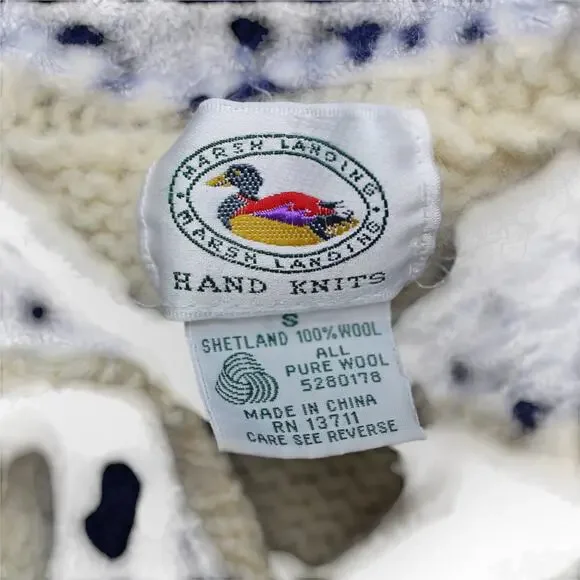 MARSH LANDING
MARSH LANDING
HAND KNITS
S
SHETLAND 100% WOOL
ALL
PURE WOOL
5280178
MADE IN CHINA
RN 13711
CARE SEE REVERSE